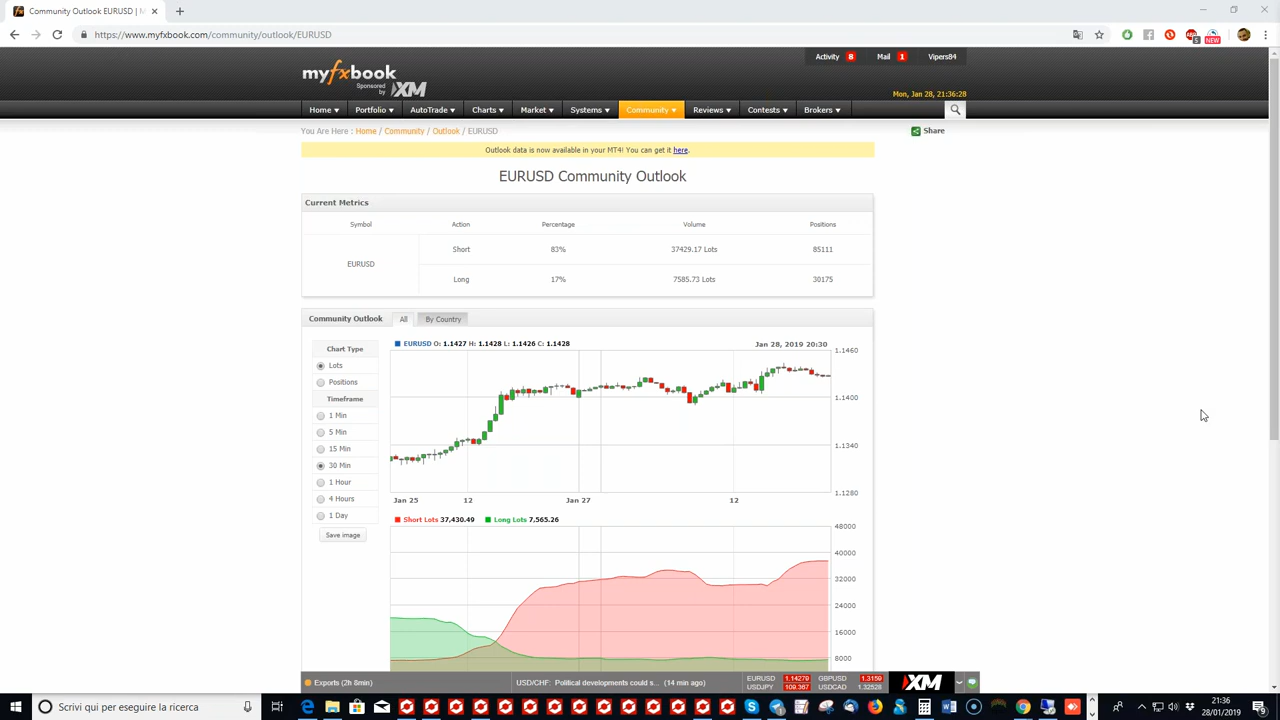 Community Outlook EURUSD |
https://www.myfxbook.com/community/outlook/EURUSD
5
NEW
Activity 8 Mail 1 Vipers84
myfxbook
Sponsored by XM
Mon, Jan 28, 21:36:28
Home Portfolio AutoTrade Charts Market Systems Community Reviews Contests Brokers
You Are Here : Home / Community / Outlook / EURUSD
Share
Outlook data is now available in your MT4! You can get it here.
EURUSD Community Outlook
Current Metrics
Symbol Action Percentage Volume Positions
EURUSD
Short 83% 37429.17 Lots 85111
Long 17% 7585.73 Lots 30175
Community Outlook All By Country
Chart Type
Lots
Positions
Timeframe
1 Min
5 Min
15 Min
30 Min
1 Hour
4 Hours
1 Day
Save image
EURUSD O: 1.1427 H: 1.1428 L: 1.1426 C: 1.1428
Jan 28, 2019 20:30
1.1460
1.1400
1.1340
1.1280
Jan 25 12 Jan 27 12
Short Lots 37,430.49 Long Lots 7,565.26
48000
40000
32000
24000
16000
8000
Exports (2h 8min)
USD/CHF: Political developments could s... (14 min ago)
EURUSD 1.14279 GBPUSD 1.3159
USDJPY 109.367 USDCAD 1.32528
XM
Scrivi qui per eseguire la ricerca
21:36
28/01/2019